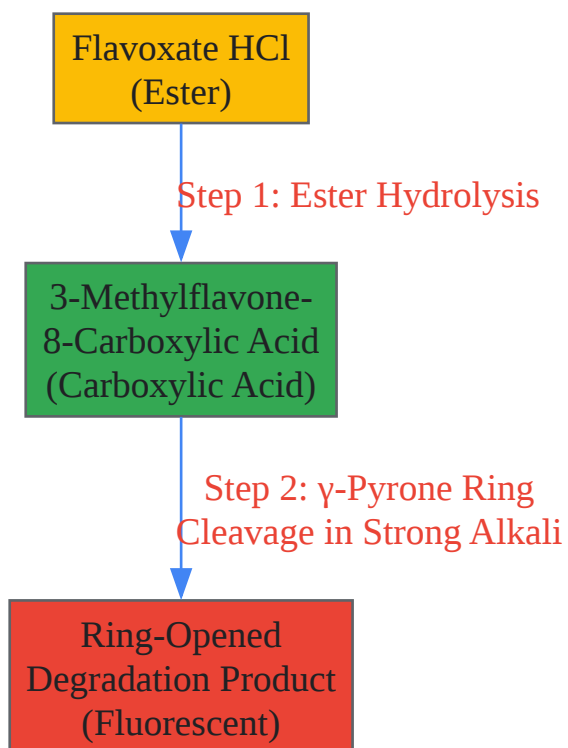 Flavoxate HCl
(Ester)
Step 1: Ester Hydrolysis
3-Methylflavone-
8-Carboxylic Acid
(Carboxylic Acid)
Step 2: γ-Pyrone Ring
Cleavage in Strong Alkali
Ring-Opened
Degradation Product
(Fluorescent)